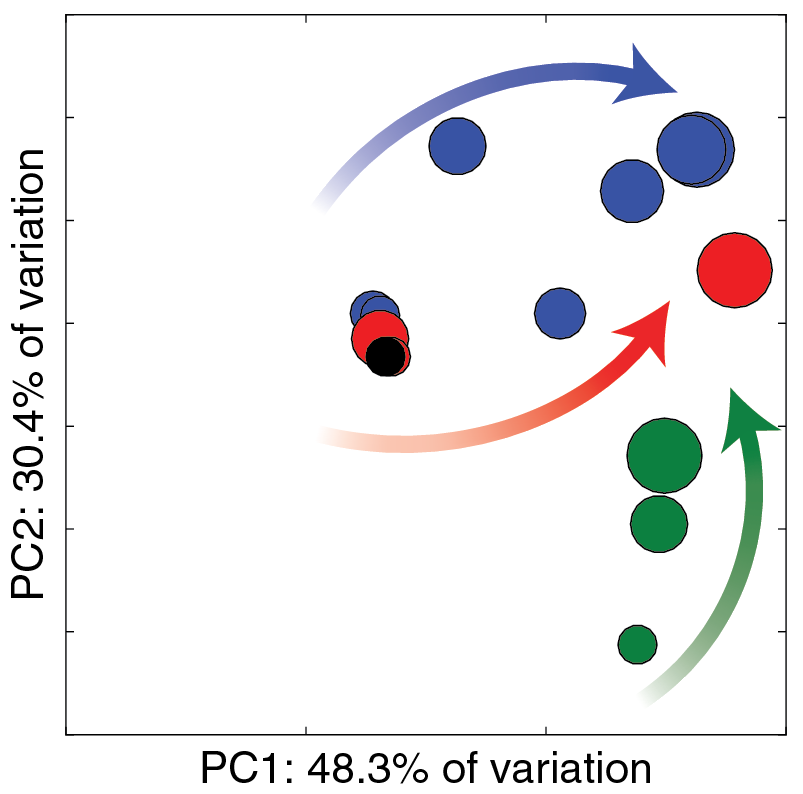 PC2: 30.4% of variation
PC1: 48.3% of variation